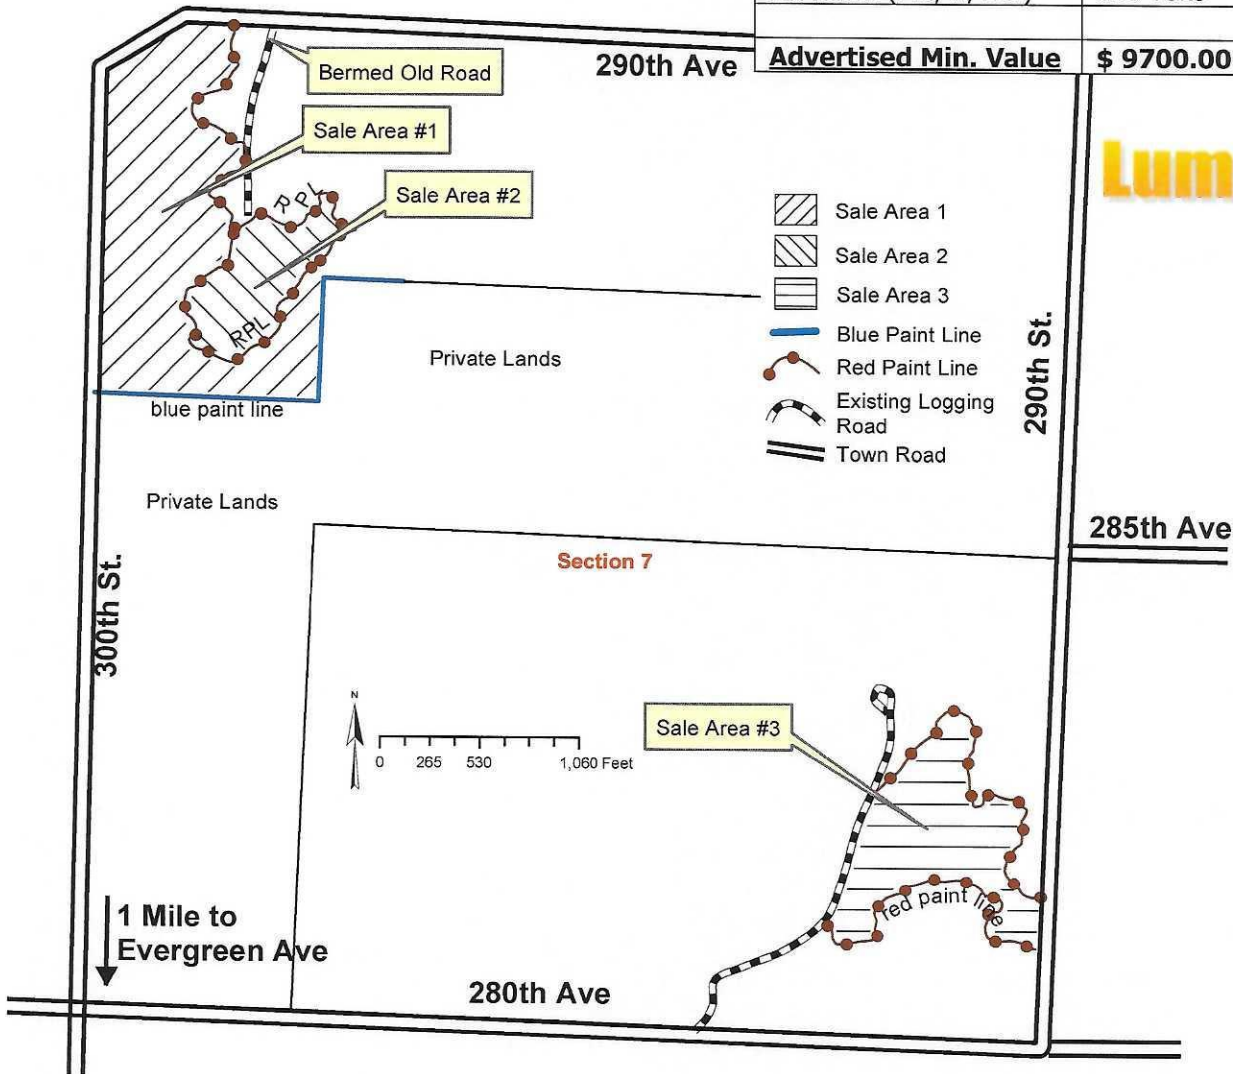 290th Ave
Advertised Min. Value $ 9700.00
Bermed Old Road
Sale Area #1
Sale Area #2
R PL
RPL
Lum
Sale Area 1
Sale Area 2
Sale Area 3
Blue Paint Line
Red Paint Line
Existing Logging
Road
Town Road
290th St.
Private Lands
blue paint line
Private Lands
285th Ave
Section 7
300th St.
N
0 265 530 1,060 Feet
Sale Area #3
red paint line
1 Mile to
Evergreen Ave
280th Ave